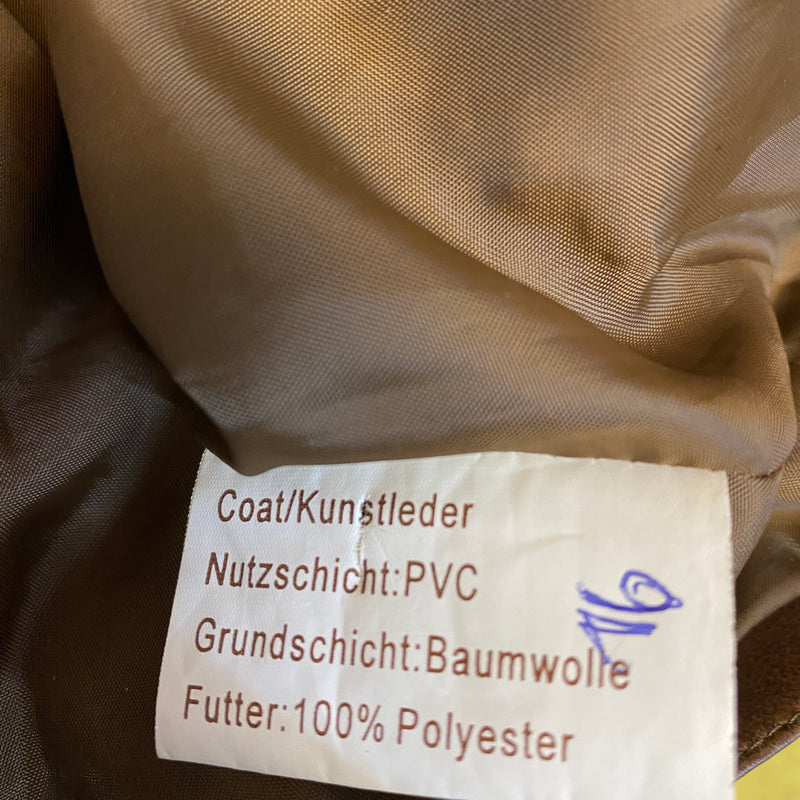 Coat/Kunstleder
Nutzschicht:PVC
Grundschicht:Baumwolle
Futter:100% Polyester